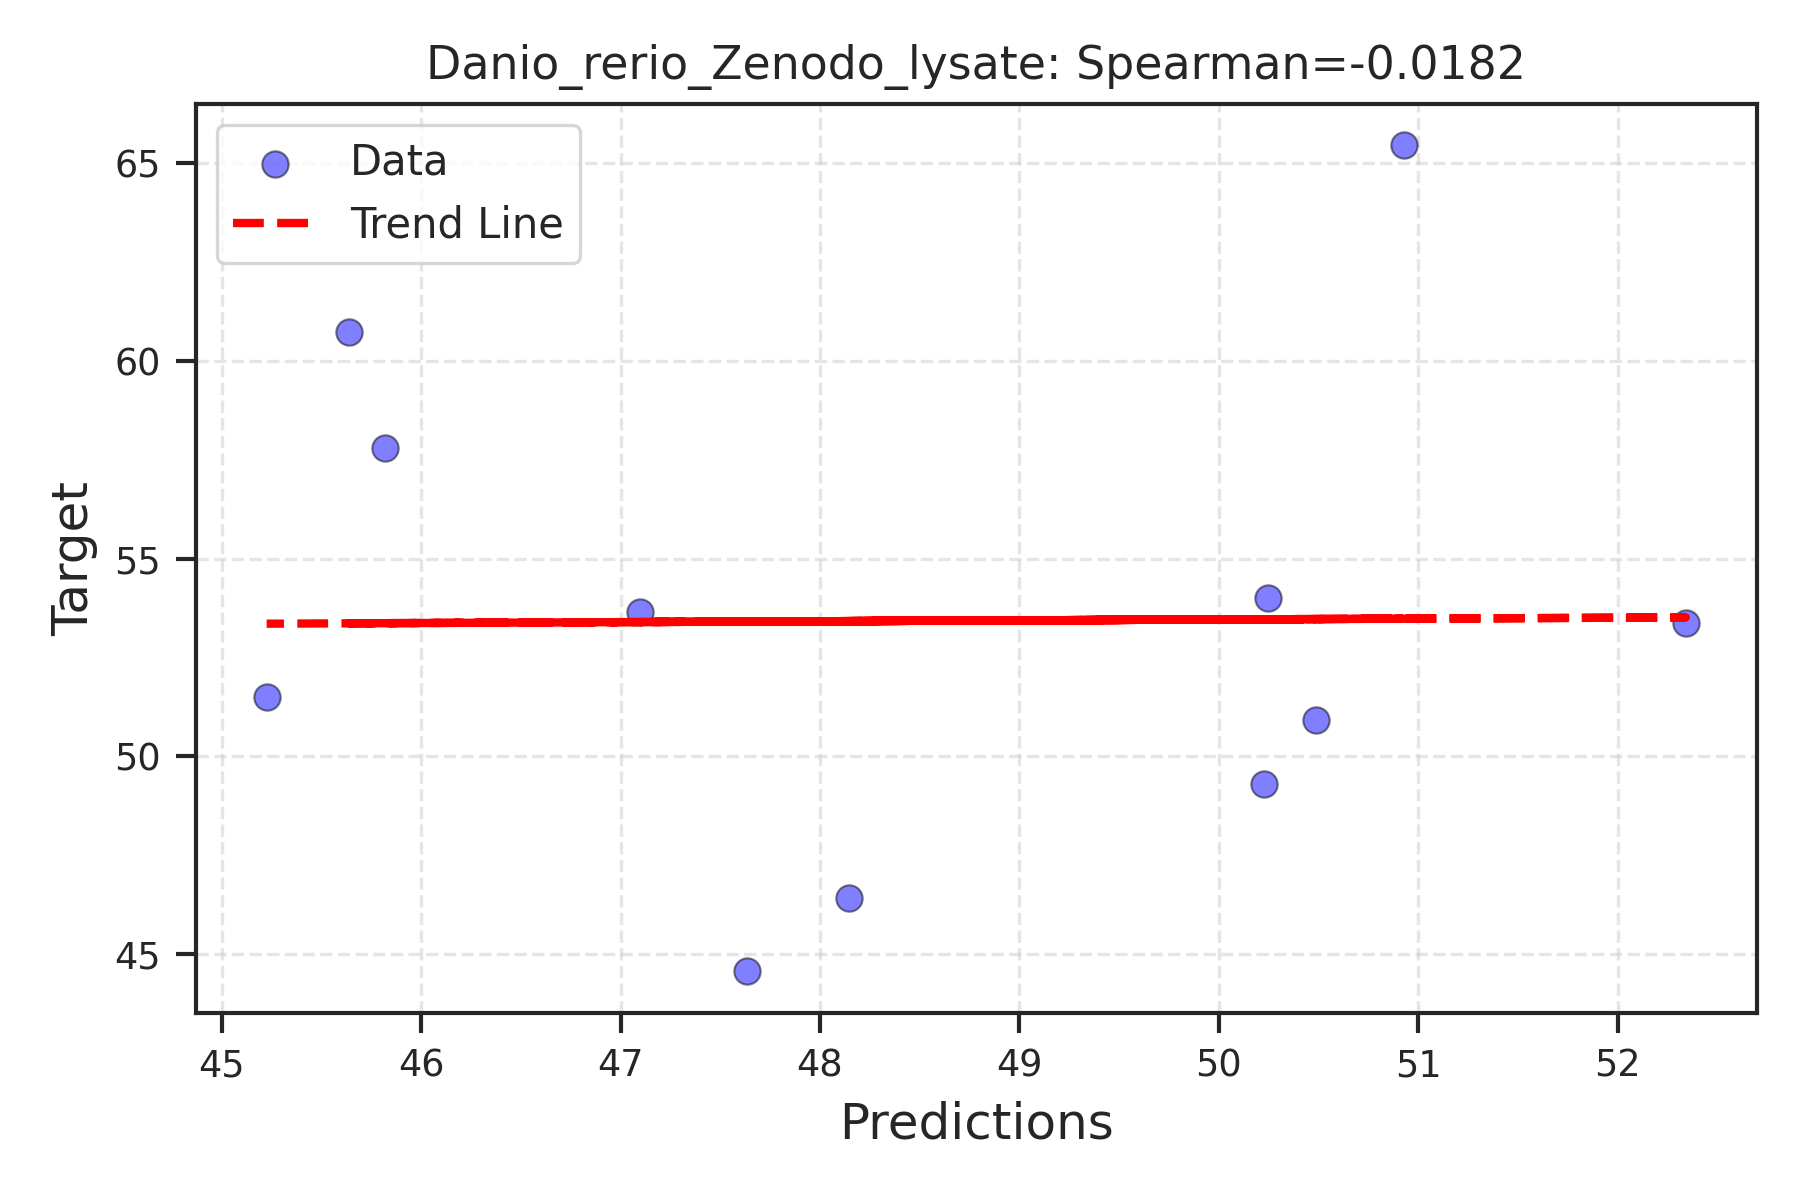 Danio_rerio_Zenodo_lysate: Spearman=-0.0182
Data
Trend Line
65
60
55
50
45
Target
45 46 47 48 49 50 51 52
Predictions